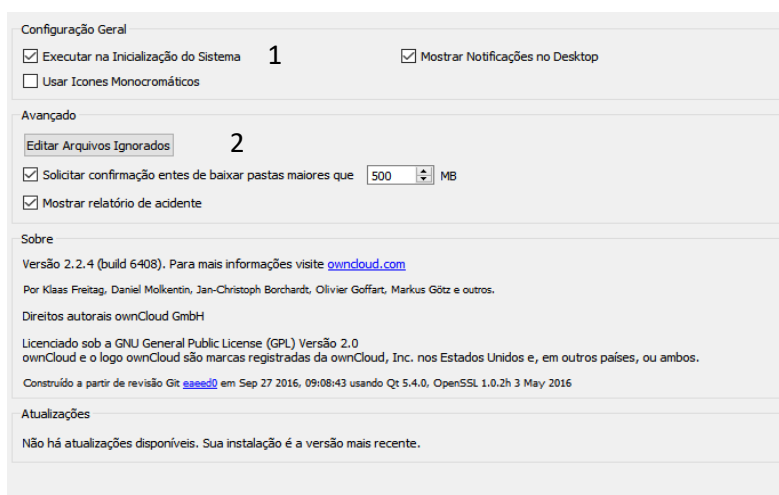 Configuração Geral
Executar na Inicialização do Sistema 1 Mostrar Notificações no Desktop
Usar Icones Monocromáticos
Avançado
Editar Arquivos Ignorados 2
Solicitar confirmação entes de baixar pastas maiores que 500 MB
Mostrar relatório de acidente
Sobre
Versão 2.2.4 (build 6408). Para mais informações visite owncloud.com
Por Klaas Freitag, Daniel Molkentin, Jan-Christoph Borchardt, Olivier Goffart, Markus Götz e outros.
Direitos autorais ownCloud GmbH
Licenciado sob a GNU General Public License (GPL) Versão 2.0
ownCloud e o logo ownCloud são marcas registradas da ownCloud, Inc. nos Estados Unidos e, em outros países, ou ambos.
Construído a partir de revisão Git eaeed0 em Sep 27 2016, 09:08:43 usando Qt 5.4.0, OpenSSL 1.0.2h 3 May 2016
Atualizações
Não há atualizações disponíveis. Sua instalação é a versão mais recente.